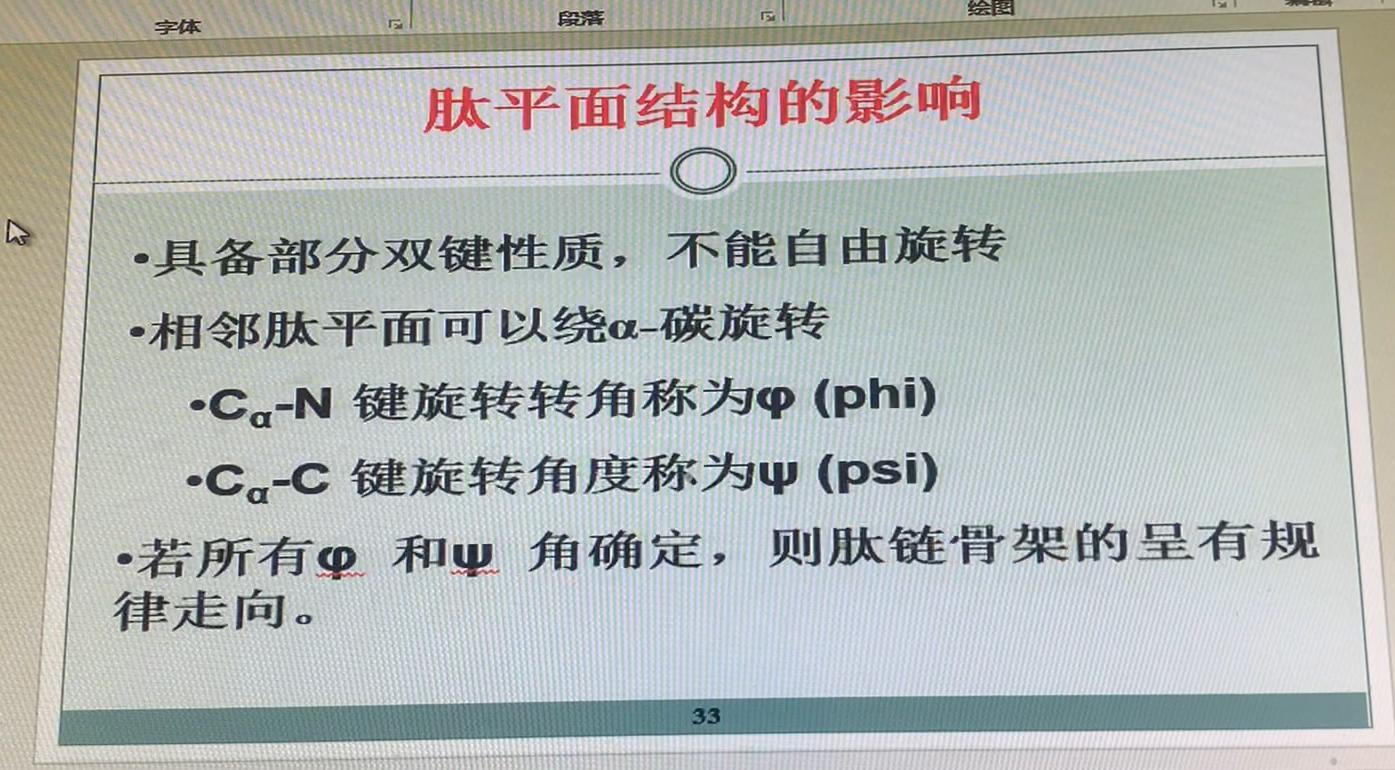 字体 段落 绘图
肽平面结构的影响
•具备部分双键性质，不能自由旋转
•相邻肽平面可以绕α-碳旋转
•Cα-N 键旋转转角称为φ (phi)
•Cα-C 键旋转角度称为ψ (psi)
•若所有φ 和ψ 角确定，则肽链骨架的呈有规
律走向。
33